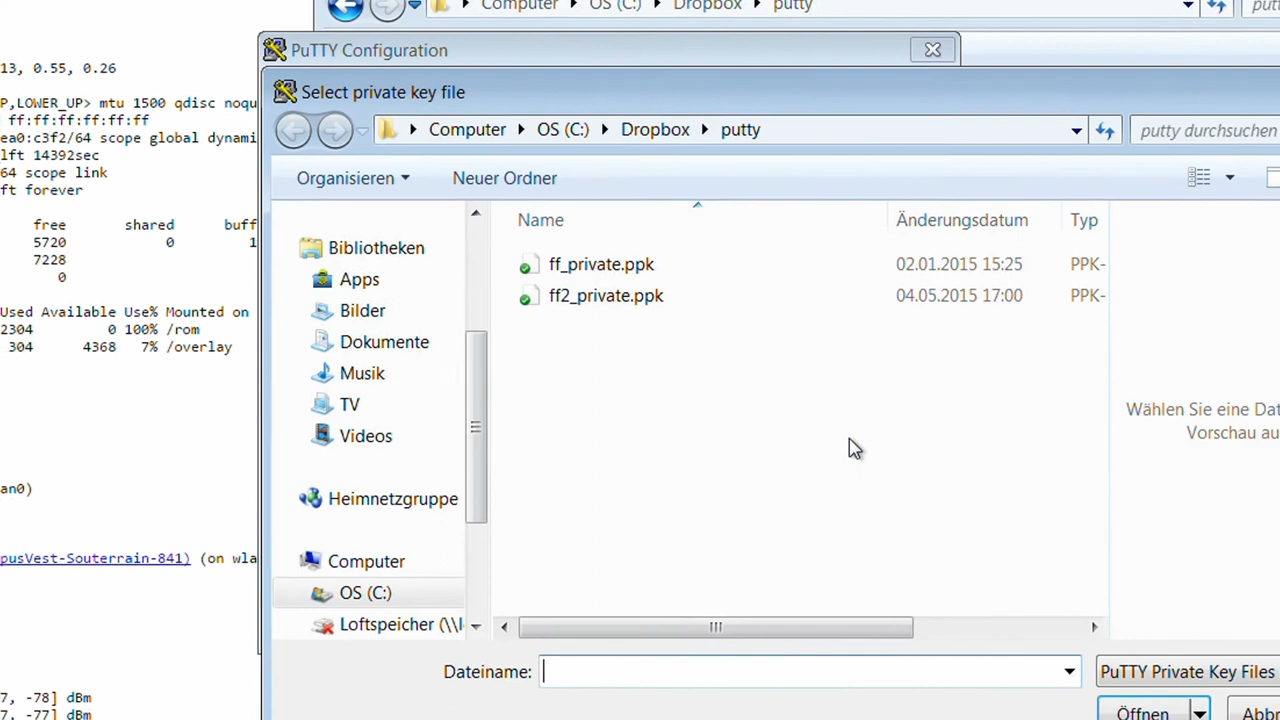 Computer OS (C:) Dropbox putty
PuTTY Configuration
Select private key file
Computer OS (C:) Dropbox putty
putty durchsuchen
Organisieren Neuer Ordner
Name Änderungsdatum Typ
ff_private.ppk 02.01.2015 15:25 PPK-
ff2_private.ppk 04.05.2015 17:00 PPK-
Bibliotheken
Apps
Bilder
Dokumente
Musik
TV
Videos
Heimnetzgruppe
Computer
OS (C:)
Loftspeicher (\\l
Wählen Sie eine Dat
Vorschau au
Dateiname:
PuTTY Private Key Files
Öffnen Abbr
13, 0.55, 0.26
P,LOWER_UP> mtu 1500 qdisc noqu
ff:ff:ff:ff:ff:ff
ea0:c3f2/64 scope global dynami
lft 14392sec
64 scope link
ft forever
free shared buff
5720 0 1
7228
0
Used Available Use% Mounted on
2304 0 100% /rom
304 4368 7% /overlay
an0)
pusVest-Souterrain-841) (on wla
7, -78] dBm
7, -77] dBm